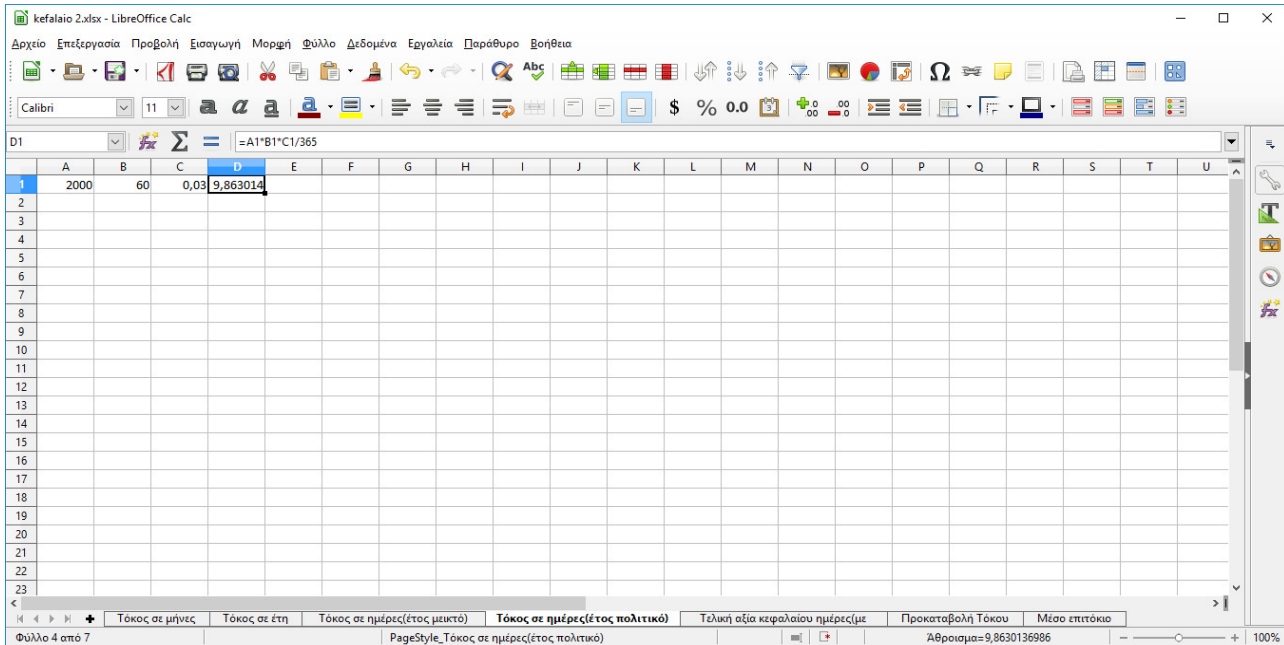 kefalaio 2.xlsx - LibreOffice Calc
Αρχείο Επεξεργασία Προβολή Εισαγωγή Μορφή Φύλλο Δεδομένα Εργαλεία Παράθυρο Βοήθεια
Abc
Calibri 11 a a a a $ % 0.0
D1 =A1*B1*C1/365
A B C D E F G H I J K L M N O P Q R S T U
1 2000 60 0,03 9,863014
2
3
4
5
6
7
8
9
10
11
12
13
14
15
16
17
18
19
20
21
22
23
Τόκος σε μήνες Τόκος σε έτη Τόκος σε ημέρες(έτος μεικτό) Τόκος σε ημέρες(έτος πολιτικό) Τελική αξία κεφαλαίου ημέρες(με Προκαταβολή Τόκου Μέσο επιτόκιο
Φύλλο 4 από 7 PageStyle_Τόκος σε ημέρες(έτος πολιτικό) Άθροισμα=9,8630136986 100%